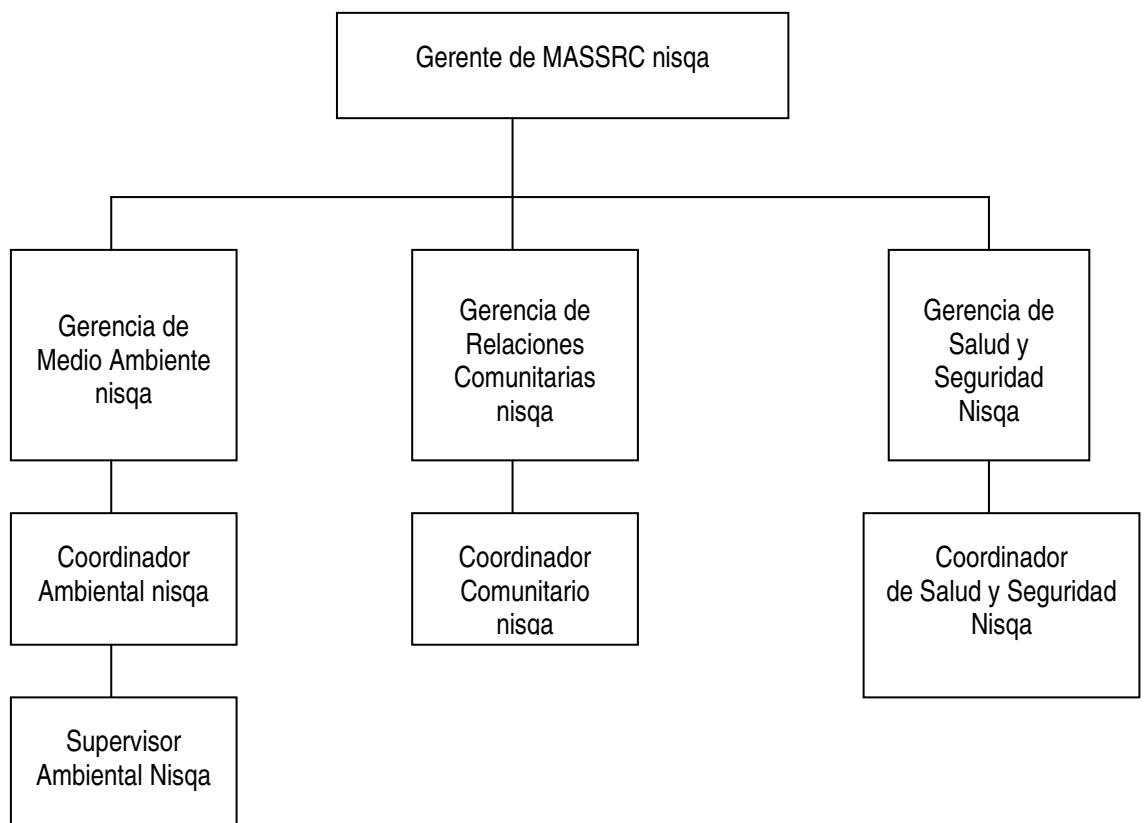 Gerente de MASSRC nisqa
Gerencia de
Medio Ambiente
nisqa
Gerencia de
Relaciones
Comunitarias
nisqa
Gerencia de
Salud y
Seguridad
Nisqa
Coordinador
Ambiental nisqa
Coordinador
Comunitario
nisqa
Coordinador
de Salud y Seguridad
Nisqa
Supervisor
Ambiental Nisqa